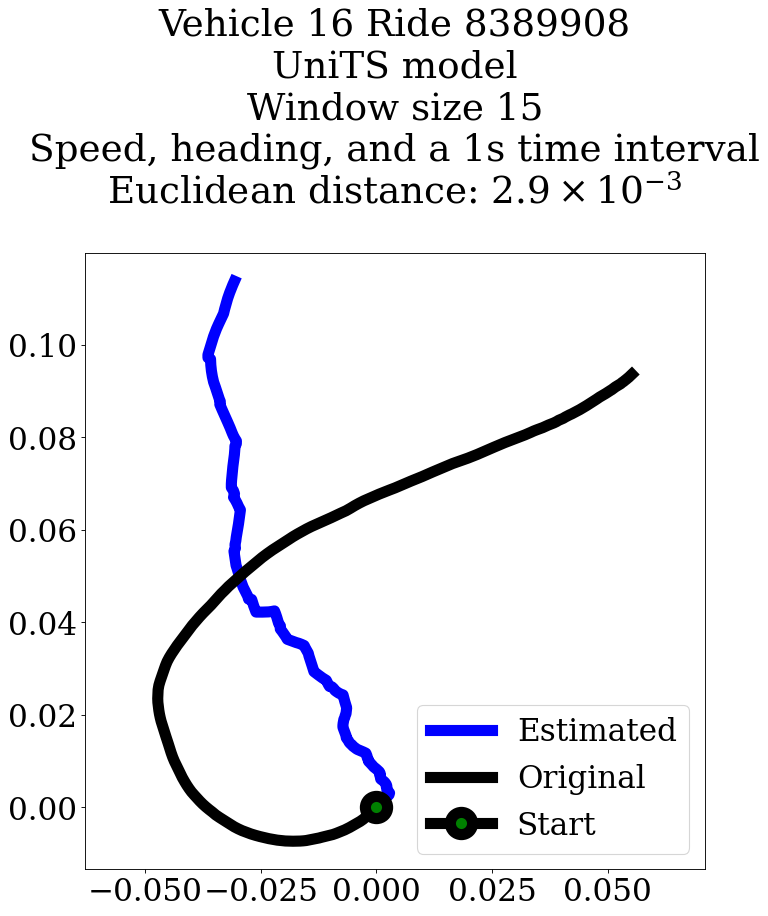 Vehicle 16 Ride 8389908
UniTS model
Window size 15
Speed, heading, and a 1s time interval
Euclidean distance: 2.9 × 10⁻³
0.10
0.08
0.06
0.04
0.02
0.00
Estimated
Original
Start
−0.050 −0.025 0.000 0.025 0.050